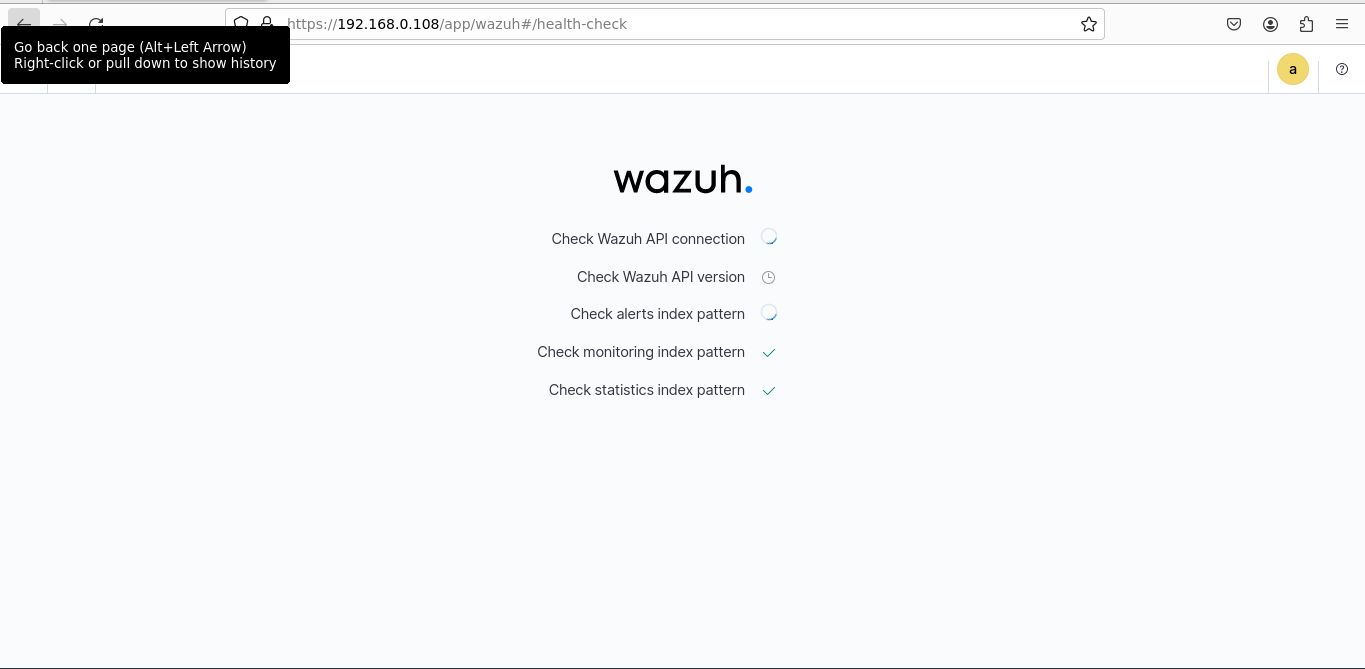 https://192.168.0.108/app/wazuh#/health-check
Go back one page (Alt+Left Arrow)
Right-click or pull down to show history
a
wazuh.
Check Wazuh API connection
Check Wazuh API version
Check alerts index pattern
Check monitoring index pattern
Check statistics index pattern